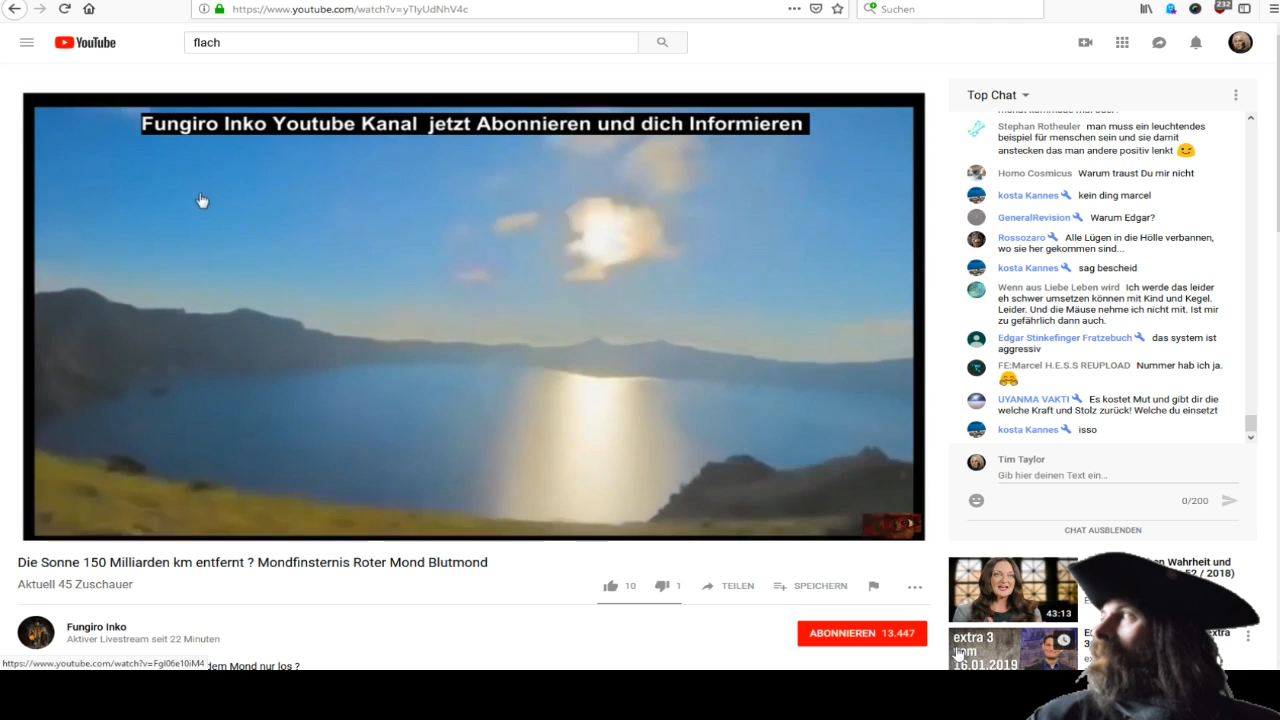 https://www.youtube.com/watch?v=yTIyUdNhV4c
Suchen
232
YouTube
flach
Fungiro Inko Youtube Kanal jetzt Abonnieren und dich Informieren
Top Chat
Stephan Rotheuler man muss ein leuchtendes
beispiel für menschen sein und sie damit
anstecken das man andere positiv lenkt
Homo Cosmicus Warum traust Du mir nicht
kosta Kannes kein ding marcel
GeneralRevision Warum Edgar?
Rossozaro Alle Lügen in die Hölle verbannen,
wo sie her gekommen sind...
kosta Kannes sag bescheid
Wenn aus Liebe Leben wird Ich werde das leider
eh schwer umsetzen können mit Kind und Kegel.
Leider. Und die Mäuse nehme ich nicht mit. Ist mir
zu gefährlich dann auch.
Edgar Stinkefinger Fratzebuch das system ist
aggressiv
FE:Marcel H.E.S.S REUPLOAD Nummer hab ich ja.
UYANMA VAKTI Es kostet Mut und gibt dir die
welche Kraft und Stolz zurück! Welche du einsetzt
kosta Kannes isso
Tim Taylor
Gib hier deinen Text ein...
0/200
CHAT AUSBLENDEN
Die Sonne 150 Milliarden km entfernt ? Mondfinsternis Roter Mond Blutmond
Aktuell 45 Zuschauer
10
1
TEILEN
SPEICHERN
Fungiro Inko
Aktiver Livestream seit 22 Minuten
ABONNIEREN 13.447
https://www.youtube.com/watch?v=Fgl06e10iM4
dem Mond nur los ?
Wahrheit und
52 / 2018)
43:13
extra 3
vom
16.01.2019
xtra